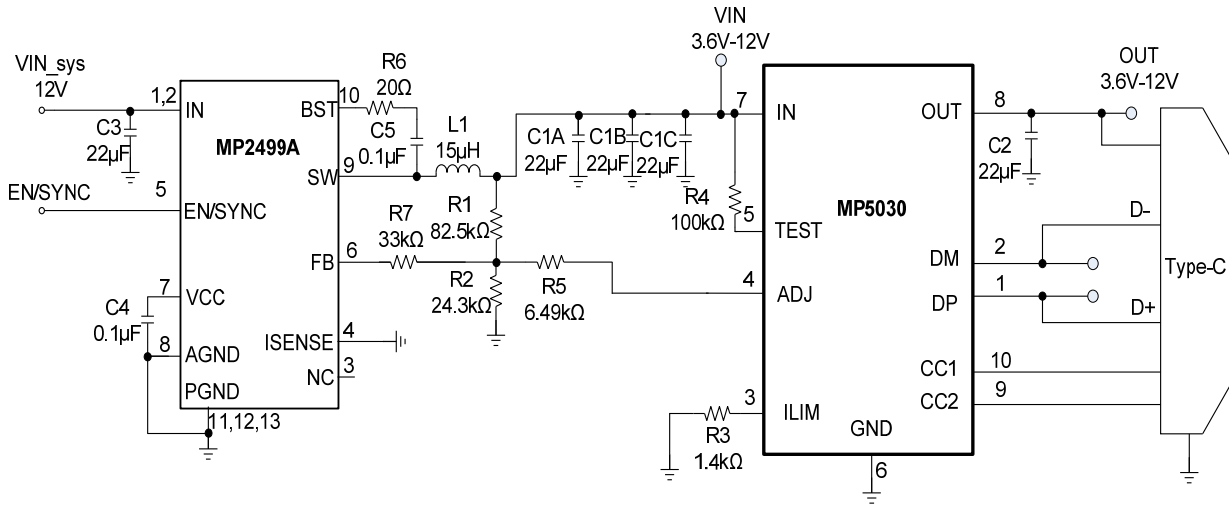 VIN_sys
12V
C3
22µF
EN/SYNC
5
1,2
IN
MP2499A
EN/SYNC
7
VCC
C4
0.1µF
8
AGND
PGND
11,12,13
BST
10
SW
9
FB
6
ISENSE
4
NC
3
R6
20Ω
C5
0.1µF
L1
15µH
R7
33kΩ
R1
82.5kΩ
R2
24.3kΩ
R5
6.49kΩ
C1A
22µF
C1B
22µF
C1C
22µF
VIN
3.6V-12V
R4
100kΩ
R3
1.4kΩ
7
IN
5
TEST
4
ADJ
3
ILIM
MP5030
GND
6
OUT
8
DM
2
DP
1
CC1
10
CC2
9
C2
22µF
OUT
3.6V-12V
D-
D+
Type-C